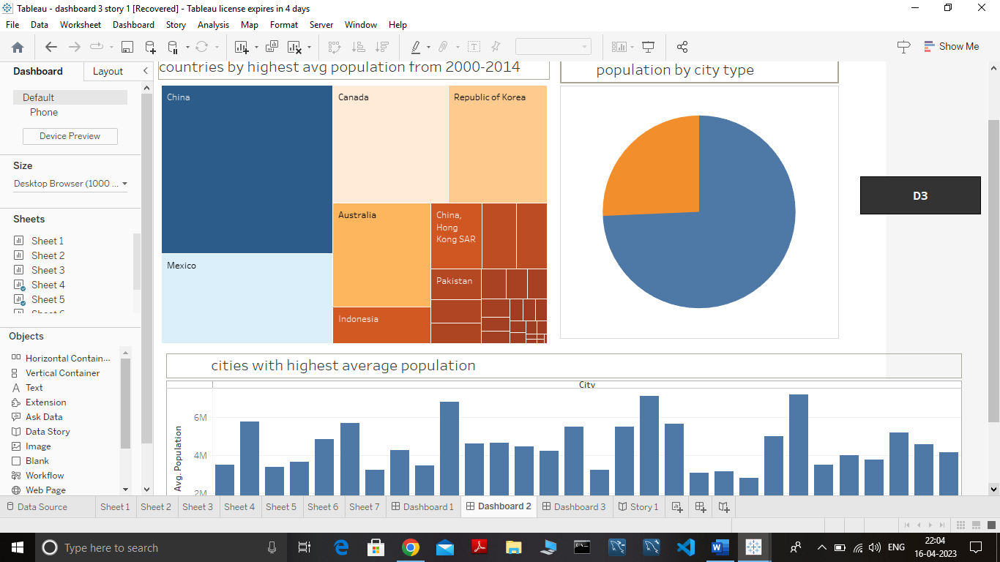 Tableau - dashboard 3 story 1 [Recovered] - Tableau license expires in 4 days
File Data Worksheet Dashboard Story Analysis Map Format Server Window Help
Show Me
Dashboard Layout
Default
Phone
Device Preview
Size
Desktop Browser (1000 ...
Sheets
Sheet 1
Sheet 2
Sheet 3
Sheet 4
Sheet 5
Objects
Horizontal Contain...
Vertical Container
Text
Extension
Ask Data
Data Story
Image
Blank
Workflow
Web Page
countries by highest avg population from 2000-2014
China
Canada
Republic of Korea
Australia
China,
Hong
Kong SAR
Mexico
Pakistan
Indonesia
population by city type
D3
cities with highest average population
City
6M
4M
2M
Avg. Population
Data Source Sheet 1 Sheet 2 Sheet 3 Sheet 4 Sheet 5 Sheet 6 Sheet 7 Dashboard 1 Dashboard 2 Dashboard 3 Story 1
Type here to search
ENG
22:04
16-04-2023